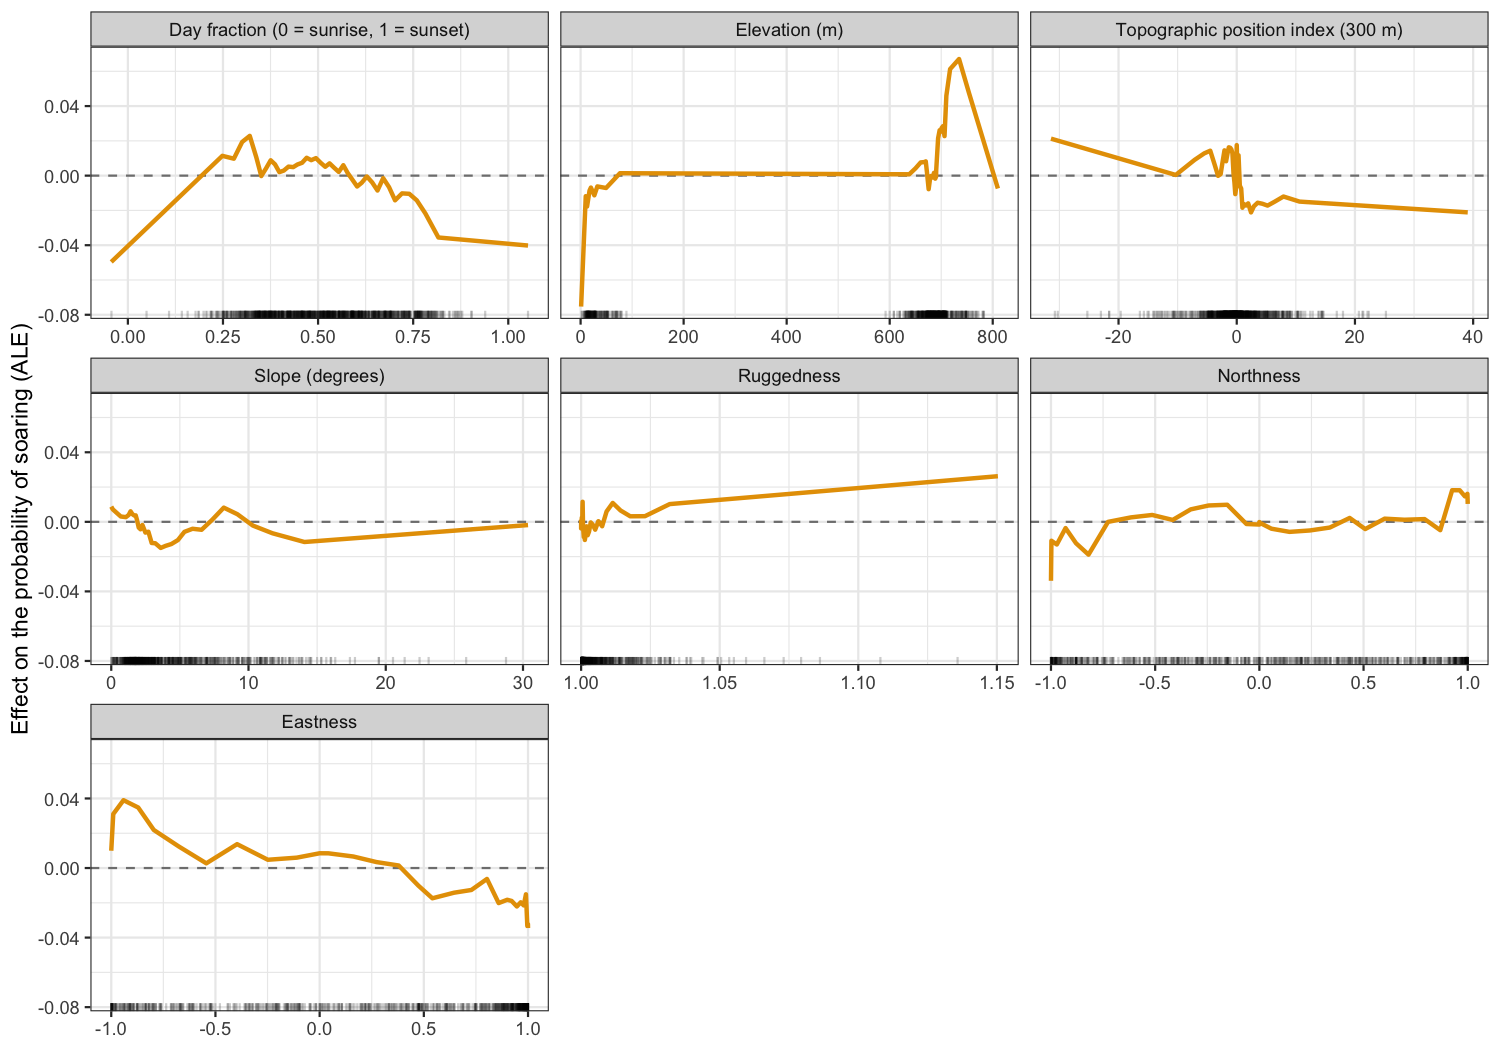 Day fraction (0 = sunrise, 1 = sunset)
Elevation (m)
Topographic position index (300 m)
0.04
0.00
-0.04
-0.08
0.00 0.25 0.50 0.75 1.00
0 200 400 600 800
-20 0 20 40
Effect on the probability of soaring (ALE)
Slope (degrees)
Ruggedness
Northness
0.04
0.00
-0.04
-0.08
0 10 20 30
1.00 1.05 1.10 1.15
-1.0 -0.5 0.0 0.5 1.0
Eastness
0.04
0.00
-0.04
-0.08
-1.0 -0.5 0.0 0.5 1.0